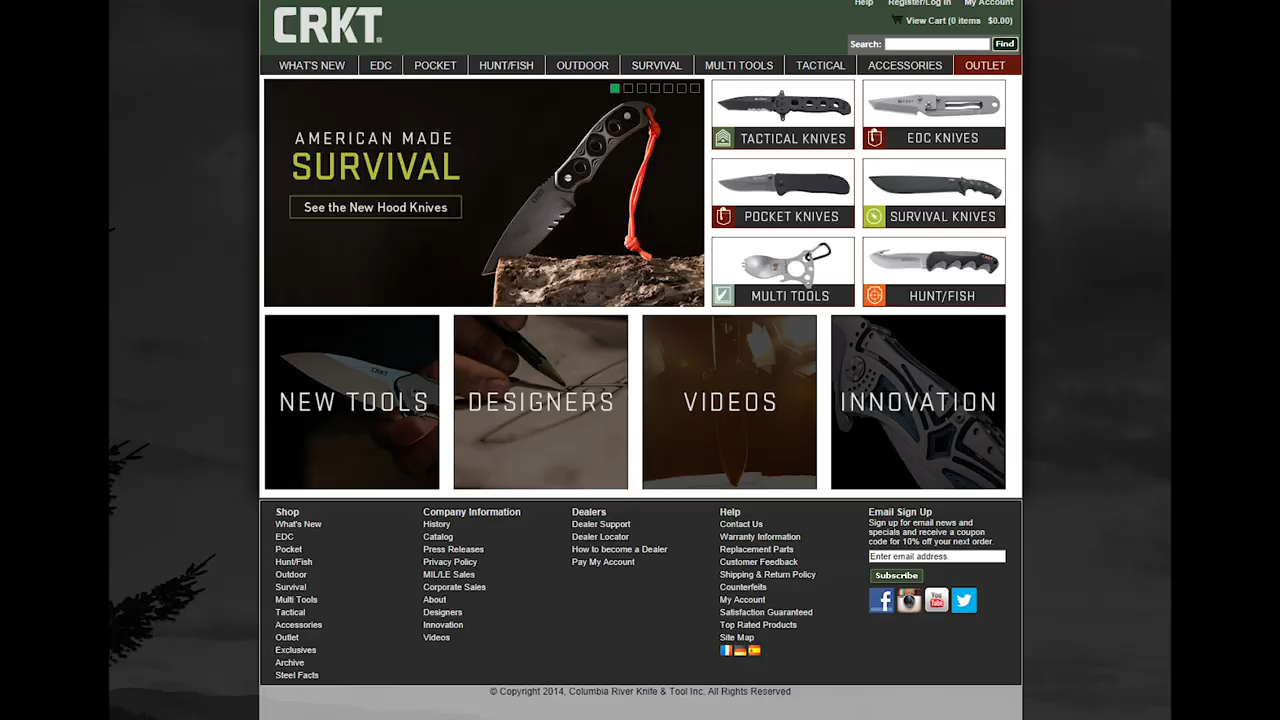 Help Register/Log In My Account
CRKT®
View Cart (0 items $0.00)
Search: Find
WHAT'S NEW EDC POCKET HUNT/FISH OUTDOOR SURVIVAL MULTI TOOLS TACTICAL ACCESSORIES OUTLET
AMERICAN MADE
SURVIVAL
See the New Hood Knives
TACTICAL KNIVES
EDC KNIVES
POCKET KNIVES
SURVIVAL KNIVES
MULTI TOOLS
HUNT/FISH
CRKT
NEW TOOLS
DESIGNERS
VIDEOS
INNOVATION
Shop
What's New
EDC
Pocket
Hunt/Fish
Outdoor
Survival
Multi Tools
Tactical
Accessories
Outlet
Exclusives
Archive
Steel Facts
Company Information
History
Catalog
Press Releases
Privacy Policy
MIL/LE Sales
Corporate Sales
About
Designers
Innovation
Videos
Dealers
Dealer Support
Dealer Locator
How to become a Dealer
Pay My Account
Help
Contact Us
Warranty Information
Replacement Parts
Customer Feedback
Shipping & Return Policy
Counterfeits
My Account
Satisfaction Guaranteed
Top Rated Products
Site Map
Email Sign Up
Sign up for email news and
specials and receive a coupon
code for 10% off your next order.
Enter email address.
Subscribe
You Tube
© Copyright 2014, Columbia River Knife & Tool Inc. All Rights Reserved